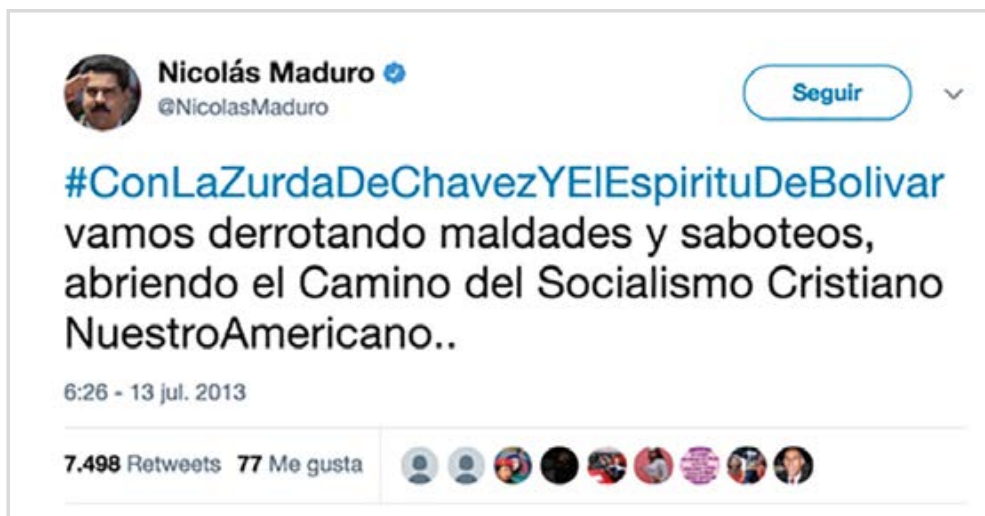 Nicolás Maduro
@NicolasMaduro
Seguir
#ConLaZurdaDeChavezYElEspirituDeBolivar
vamos derrotando maldades y saboteos,
abriendo el Camino del Socialismo Cristiano
NuestroAmericano..
6:26 - 13 jul. 2013
7.498 Retweets 77 Me gusta